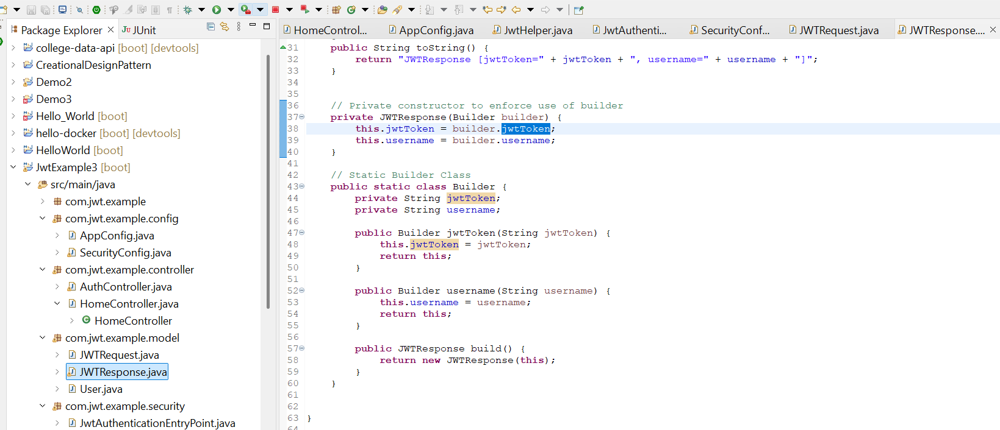 Package Explorer
JUnit
college-data-api [boot] [devtools]
CreationalDesignPattern
Demo2
Demo3
Hello_World [boot]
hello-docker [boot] [devtools]
HelloWorld [boot]
JwtExample3 [boot]
src/main/java
com.jwt.example
com.jwt.example.config
AppConfig.java
SecurityConfig.java
com.jwt.example.controller
AuthController.java
HomeController.java
HomeController
com.jwt.example.model
JWTRequest.java
JWTResponse.java
User.java
com.jwt.example.security
JwtAuthenticationEntryPoint.java
HomeControl...
AppConfig.java
JwtHelper.java
JwtAuthenti...
SecurityConf...
JWTRequest.java
JWTResponse....
31 public String toString() {
32 return "JWTResponse [jwtToken=" + jwtToken + ", username=" + username + "]";
33 }
34
35
36 // Private constructor to enforce use of builder
37 private JWTResponse(Builder builder) {
38 this.jwtToken = builder.jwtToken;
39 this.username = builder.username;
40 }
41
42 // Static Builder Class
43 public static class Builder {
44 private String jwtToken;
45 private String username;
46
47 public Builder jwtToken(String jwtToken) {
48 this.jwtToken = jwtToken;
49 return this;
50 }
51
52 public Builder username(String username) {
53 this.username = username;
54 return this;
55 }
56
57 public JWTResponse build() {
58 return new JWTResponse(this);
59 }
60 }
61
62
63 }
64